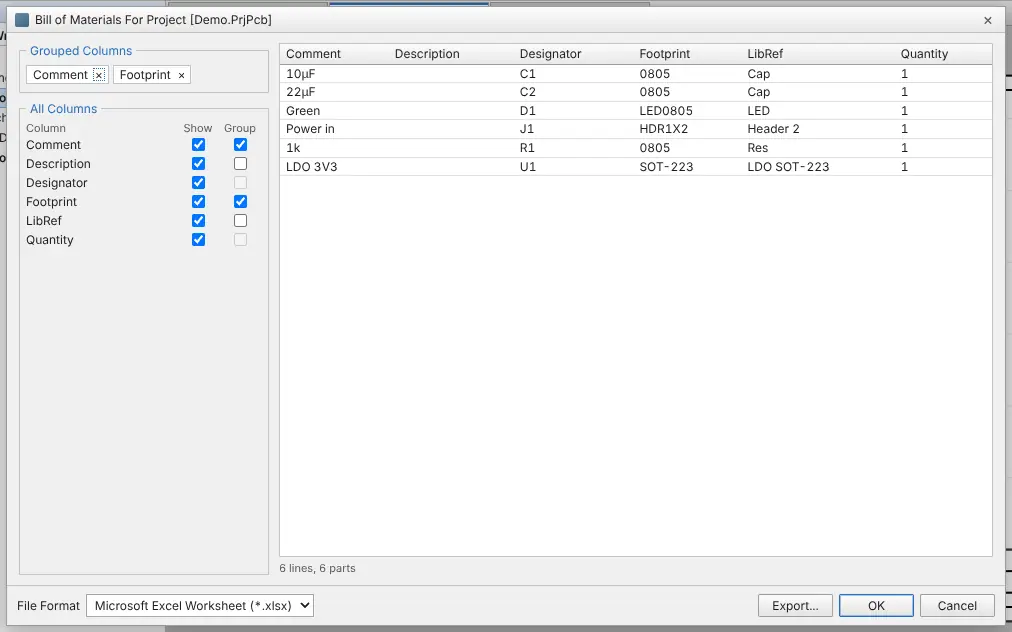 Bill of Materials For Project [Demo.PrjPcb] ×
Grouped Columns
Comment × Footprint ×
All Columns
Column Show Group
Comment
Description
Designator
Footprint
LibRef
Quantity
Comment Description Designator Footprint LibRef Quantity
10µF C1 0805 Cap 1
22µF C2 0805 Cap 1
Green D1 LED0805 LED 1
Power in J1 HDR1X2 Header 2 1
1k R1 0805 Res 1
LDO 3V3 U1 SOT-223 LDO SOT-223 1
6 lines, 6 parts
File Format Microsoft Excel Worksheet (*.xlsx) Export... OK Cancel